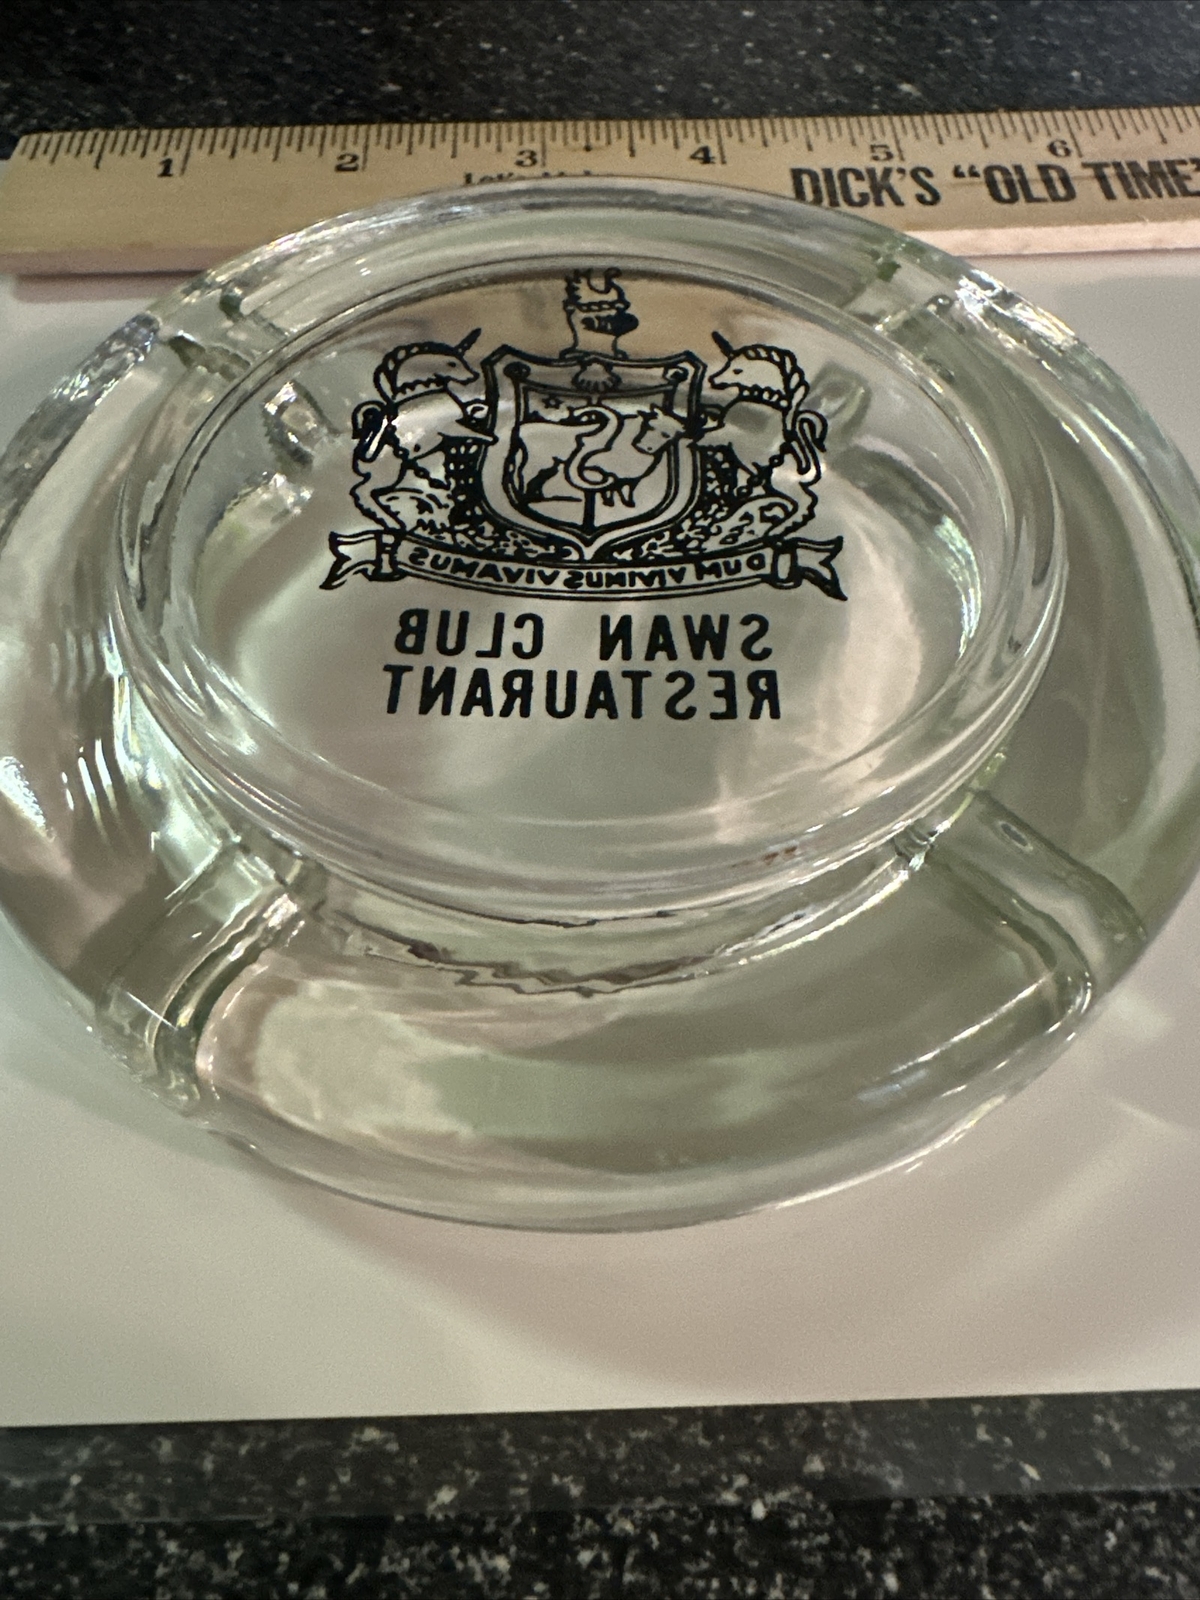 1 2 3 4 5 6
DICK'S "OLD TIME"
DUM VIVIMUS VIVAMUS
SWAN CLUB
RESTAURANT